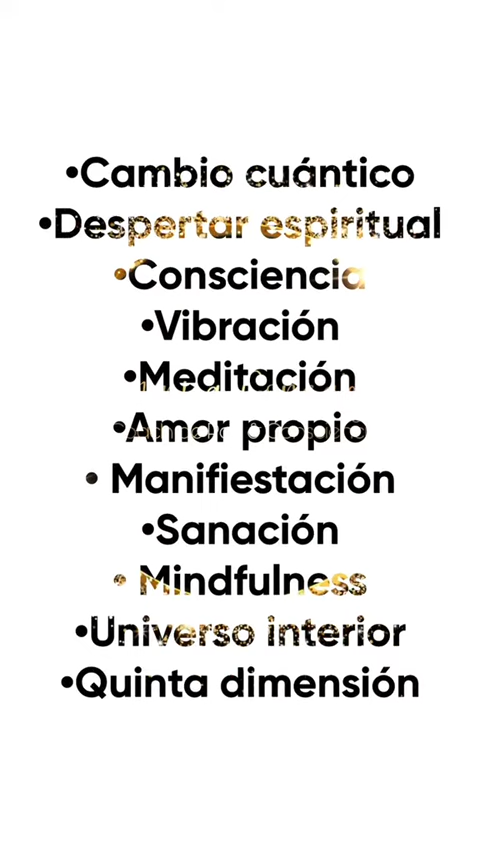 •Cambio cuántico
•Despertar espiritual
•Consciencia
•Vibración
•Meditación
•Amor propio
• Manifiestación
•Sanación
• Mindfulness
•Universo interior
•Quinta dimensión